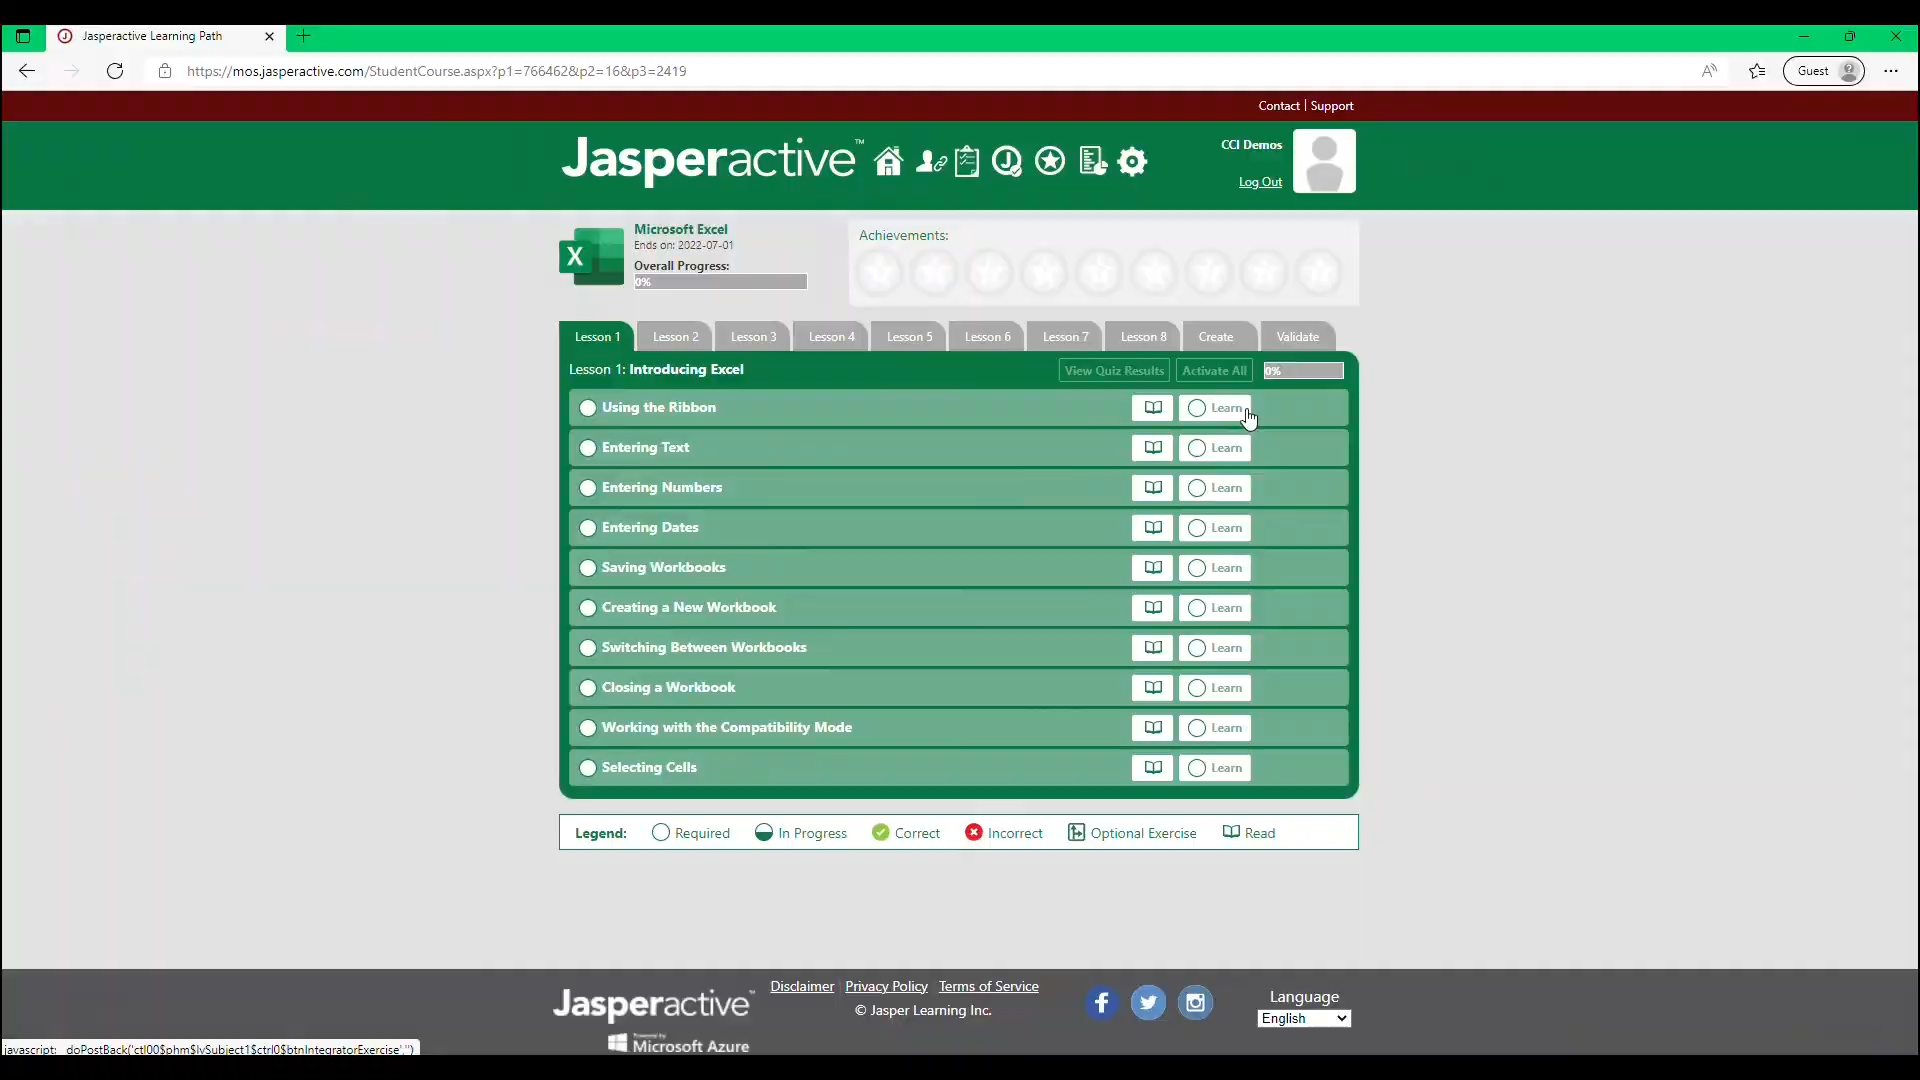 Jasperactive Learning Path
https://mos.jasperactive.com/StudentCourse.aspx?p1=766462&p2=16&p3=2419
Guest
Contact | Support
Jasperactive™
CCI Demos
Log Out
Microsoft Excel
Ends on: 2022-07-01
Overall Progress:
0%
Achievements:
Lesson 1 Lesson 2 Lesson 3 Lesson 4 Lesson 5 Lesson 6 Lesson 7 Lesson 8 Create Validate
Lesson 1: Introducing Excel View Quiz Results Activate All 0%
Using the Ribbon Learn
Entering Text Learn
Entering Numbers Learn
Entering Dates Learn
Saving Workbooks Learn
Creating a New Workbook Learn
Switching Between Workbooks Learn
Closing a Workbook Learn
Working with the Compatibility Mode Learn
Selecting Cells Learn
Legend: Required In Progress Correct Incorrect Optional Exercise Read
Disclaimer Privacy Policy Terms of Service
© Jasper Learning Inc.
Jasperactive™
Powered by
Microsoft Azure
Language
English
javascript:__doPostBack('ctl00$phm$lvSubject1$ctrl0$btnIntegratorExercise','')